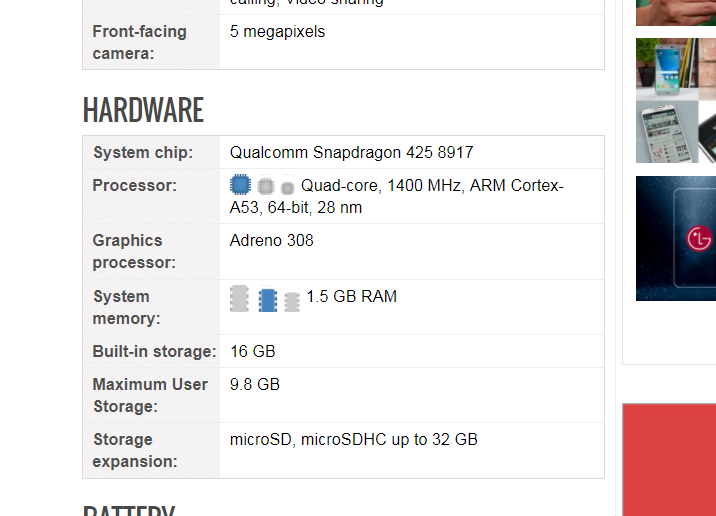 calling, Video sharing
Front-facing
camera:
5 megapixels
HARDWARE
System chip:
Qualcomm Snapdragon 425 8917
Processor:
Quad-core, 1400 MHz, ARM Cortex-
A53, 64-bit, 28 nm
Graphics
processor:
Adreno 308
System
memory:
1.5 GB RAM
Built-in storage:
16 GB
Maximum User
Storage:
9.8 GB
Storage
expansion:
microSD, microSDHC up to 32 GB
BATTERY
LG